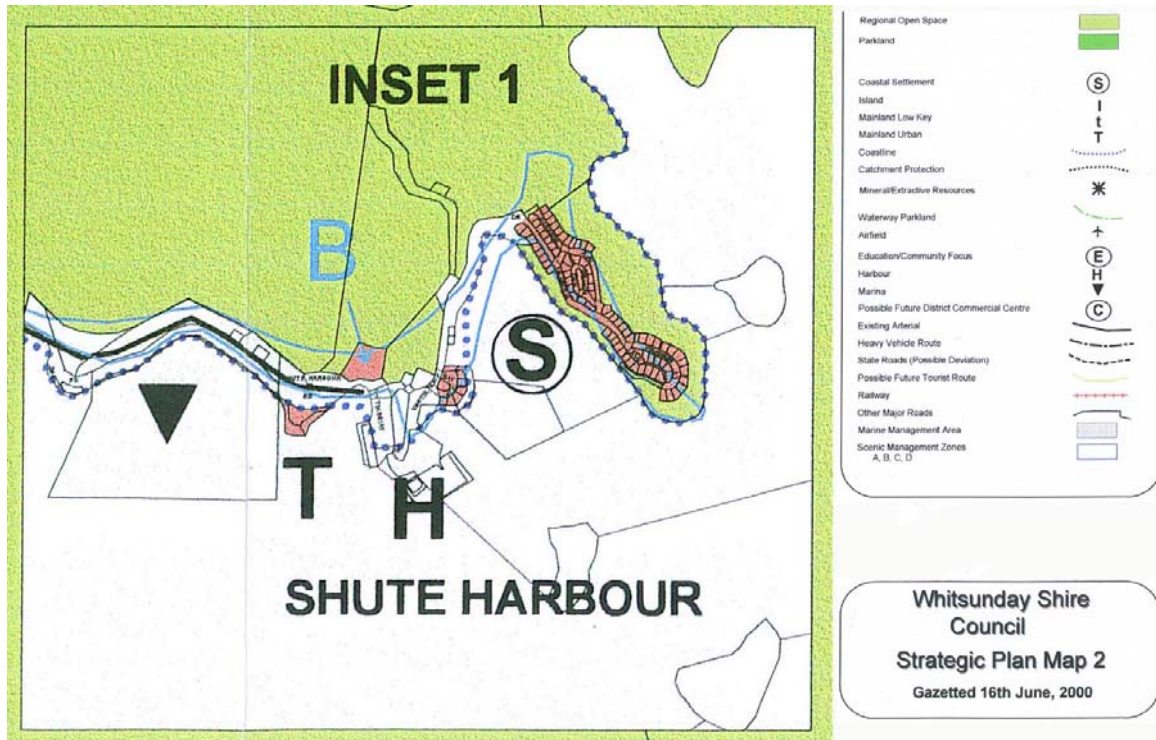 INSET 1
B
S
T
H
SHUTE HARBOUR
SHUTE HARBOUR
Regional Open Space
Parkland
Coastal Settlement
S
Island
I
Mainland Low Key
t
Mainland Urban
T
Coastline
Catchment Protection
Mineral/Extractive Resources
Waterway Parkland
Airfield
Education/Community Focus
E
Harbour
H
Marina
Possible Future District Commercial Centre
C
Existing Arterial
Heavy Vehicle Route
State Roads (Possible Deviation)
Possible Future Tourist Route
Railway
Other Major Roads
Marine Management Area
Scenic Management Zones
A, B, C, D
Whitsunday Shire
Council
Strategic Plan Map 2
Gazetted 16th June, 2000